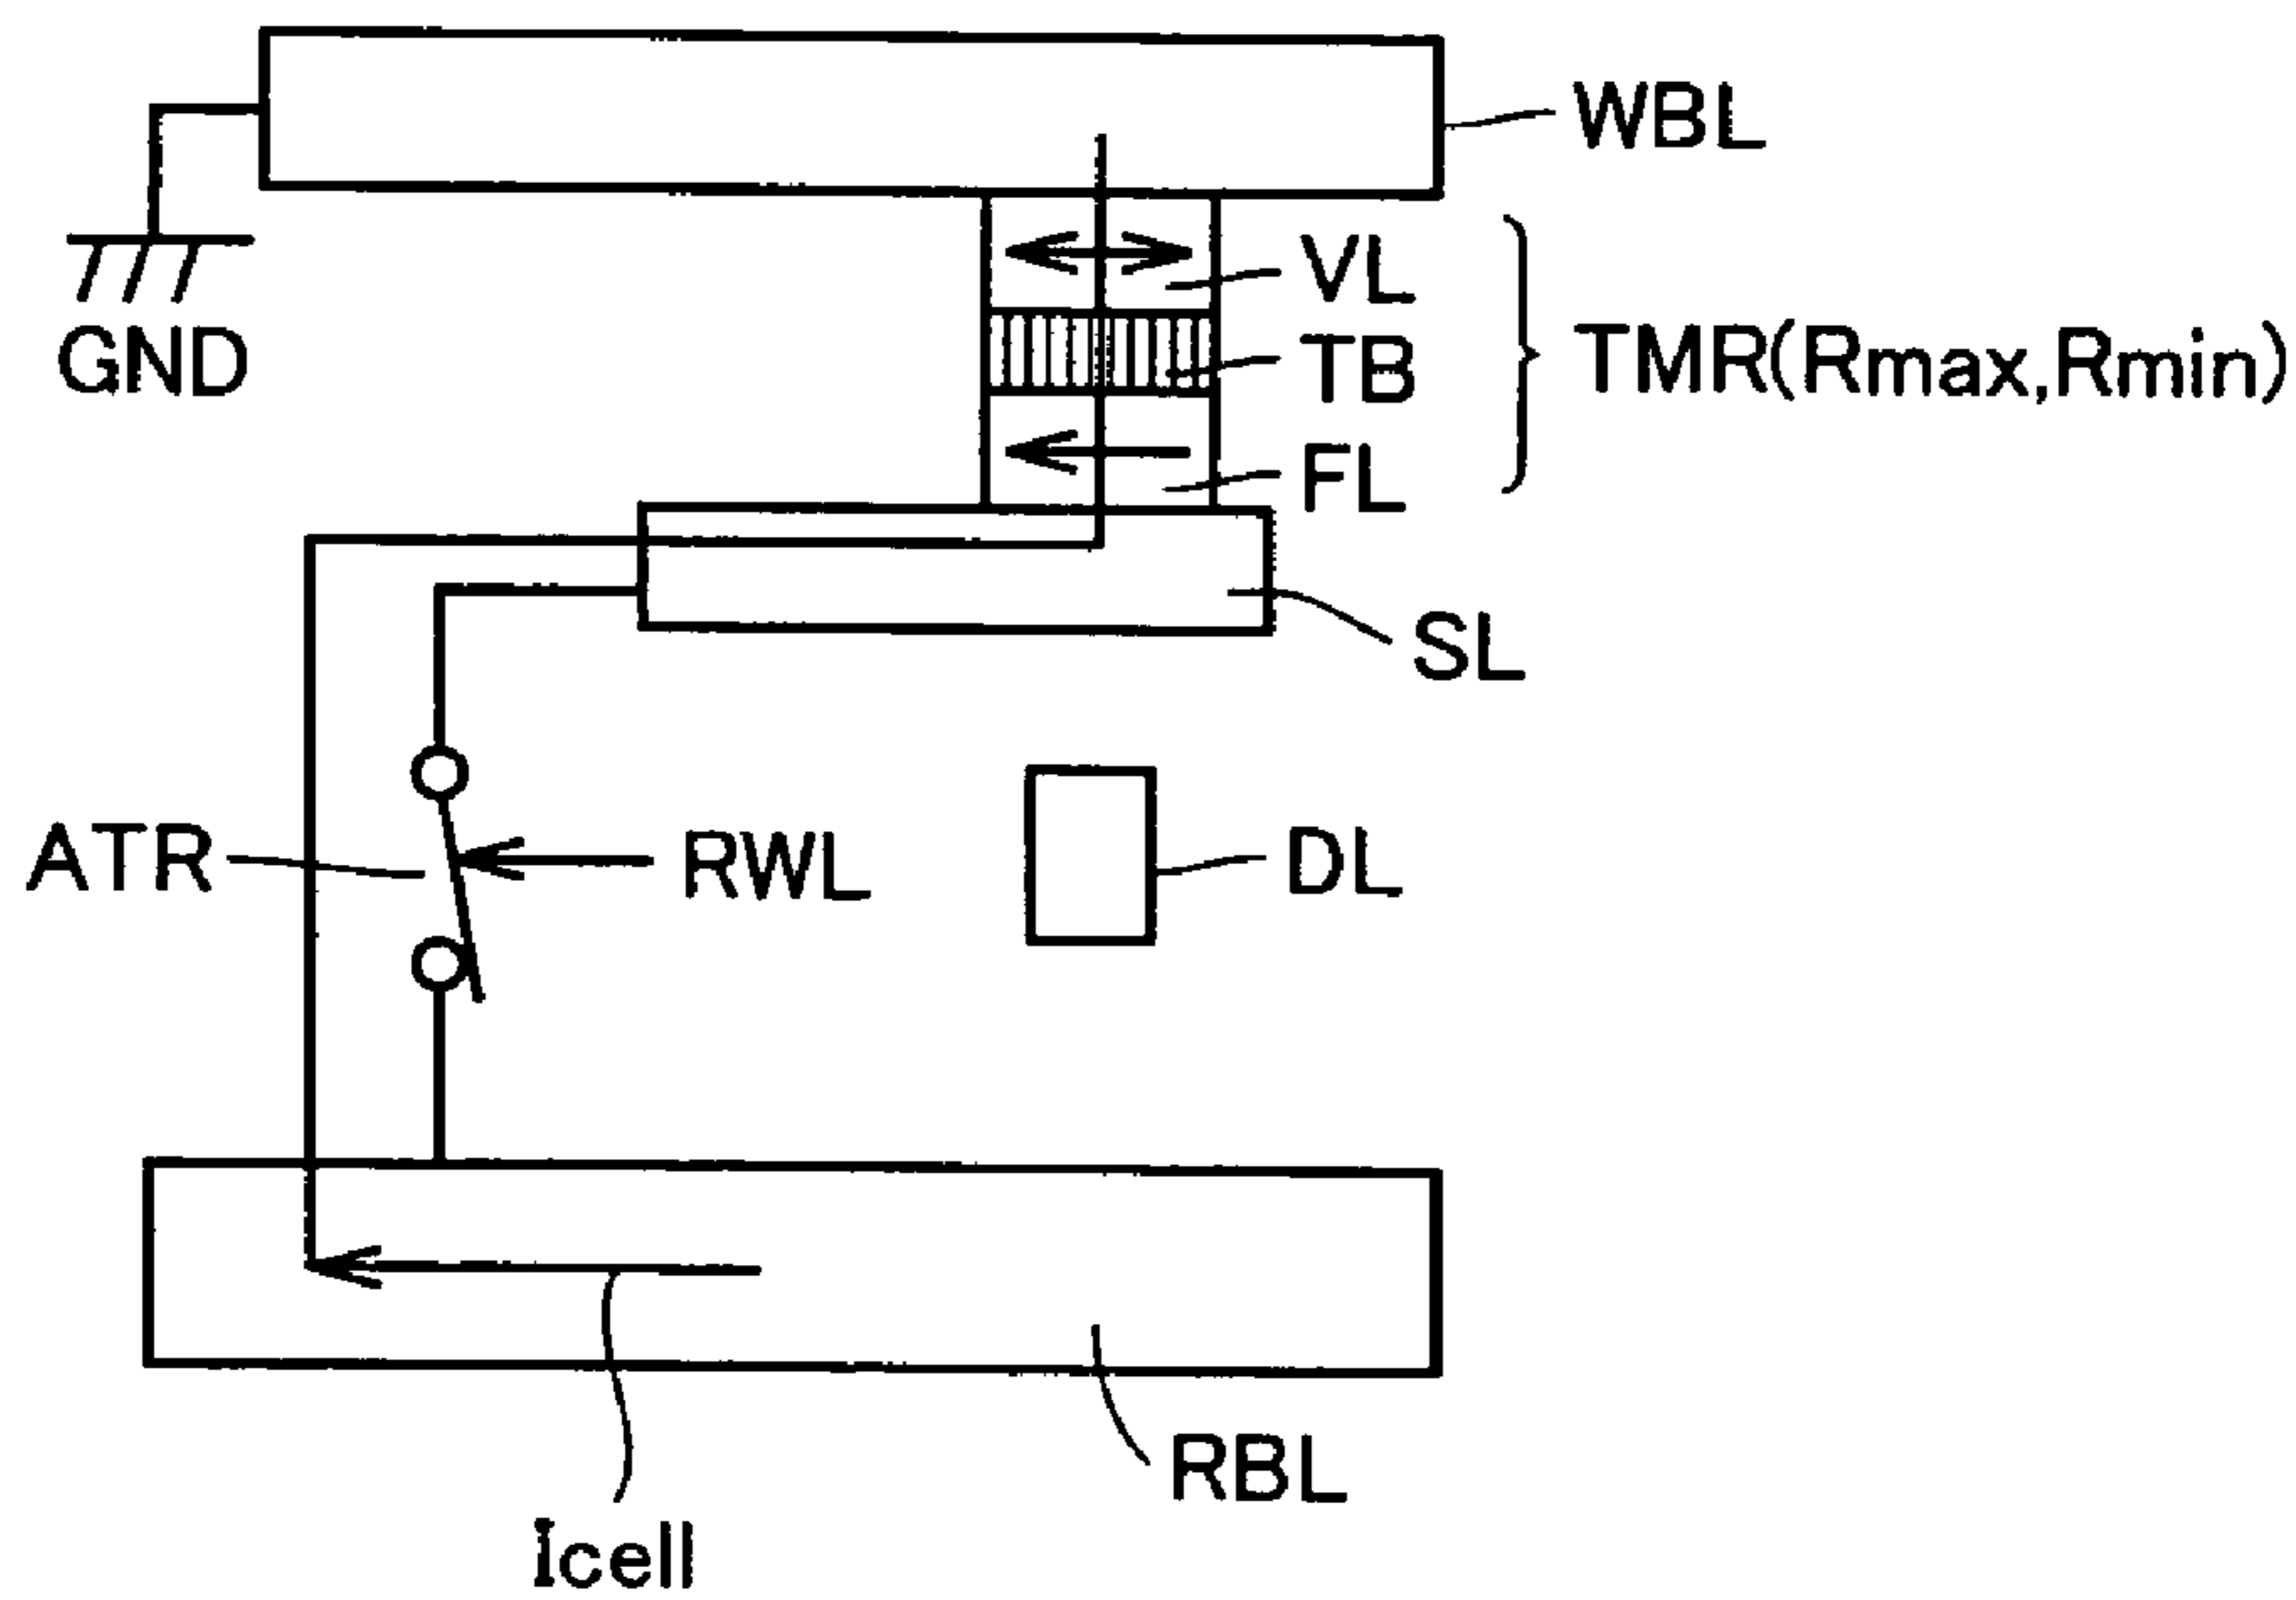 WBL
VL
TB
FL
TMR(Rmax,Rmin)
GND
SL
ATR
RWL
DL
RBL
Icell